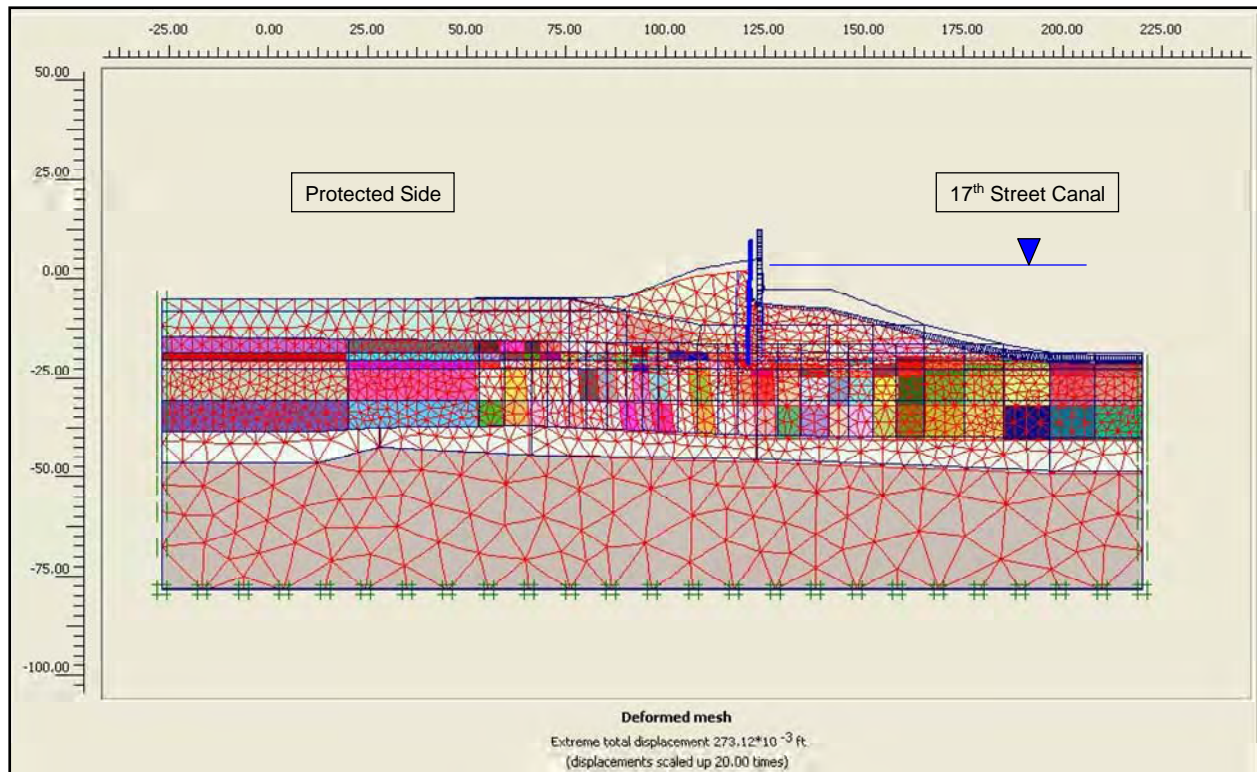 -25.00 0.00 25.00 50.00 75.00 100.00 125.00 150.00 175.00 200.00 225.00
50.00
25.00
Protected Side
17th Street Canal
0.00
-25.00
-50.00
-75.00
-100.00
Deformed mesh
Extreme total displacement 273.12*10 -3 ft
(displacements scaled up 20.00 times)